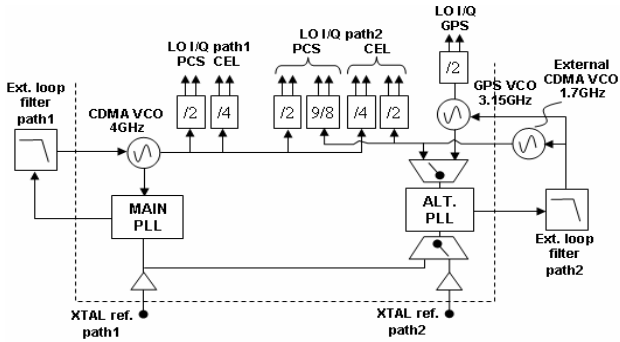 LO I/Q path1
PCS CEL
LO I/Q path2
PCS CEL
LO I/Q
GPS
/2
GPS VCO
3.15GHz
External
CDMA VCO
1.7GHz
Ext. loop
filter
path1
CDMA VCO
4GHz
/2
/4
/2
9/8
/4
/2
MAIN
PLL
ALT.
PLL
Ext. loop
filter
path2
XTAL ref.
path1
XTAL ref.
path2